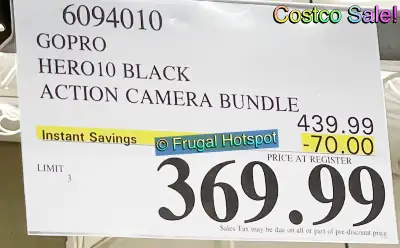 Costco Sale!
6094010
GOPRO
HERO10 BLACK
ACTION CAMERA BUNDLE
439.99
Instant Savings -70.00
© Frugal Hotspot
PRICE AT REGISTER
LIMIT
3
369.99
Sales Tax may be due on all or part of pre-discount price